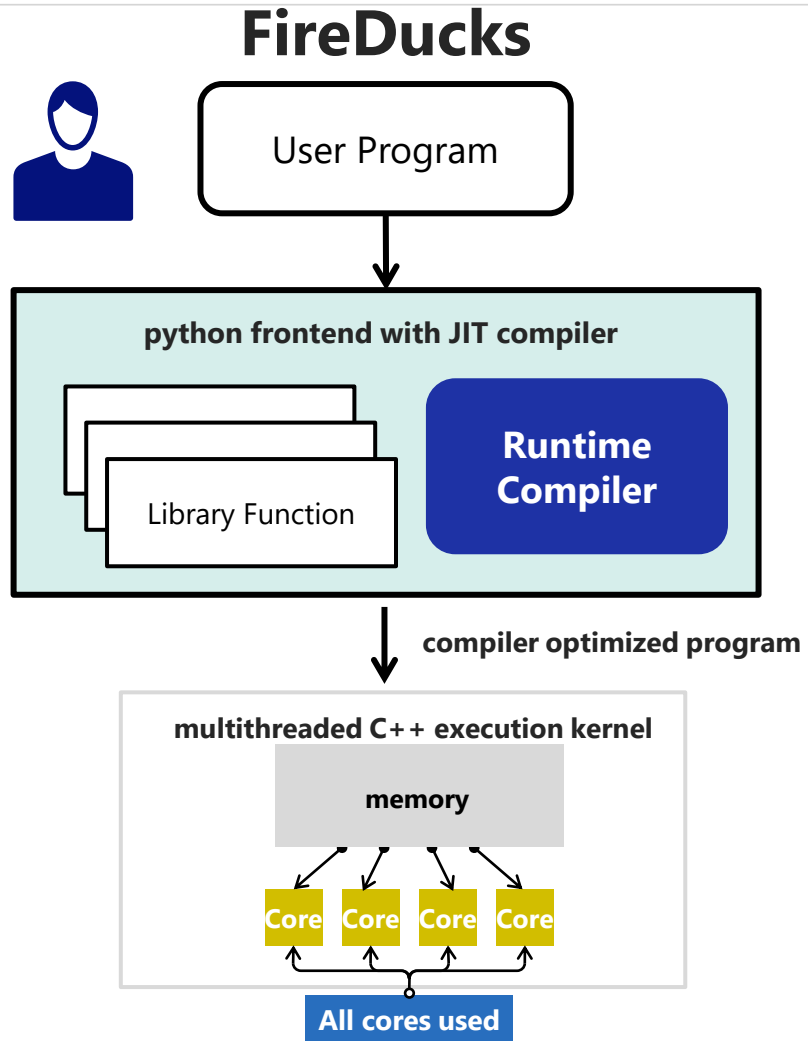 FireDucks
User Program
python frontend with JIT compiler
Runtime
Compiler
Library Function
compiler optimized program
multithreaded C++ execution kernel
memory
Core Core Core Core
All cores used